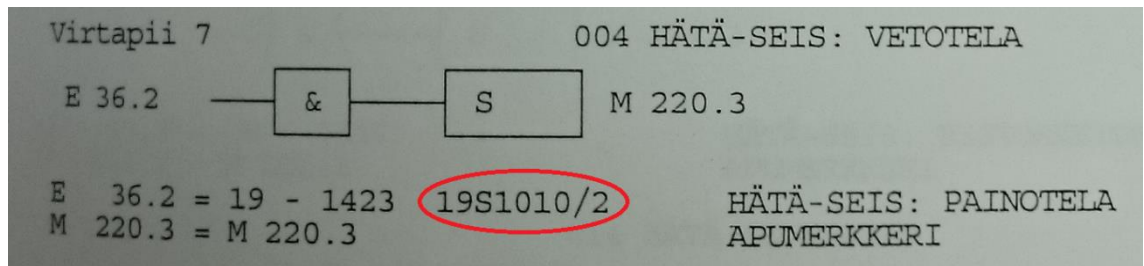 Virtapii 7 004 HÄTÄ-SEIS: VETOTELA
E 36.2 & S M 220.3
E 36.2 = 19 - 1423 19S1010/2 HÄTÄ-SEIS: PAINOTELA
M 220.3 = M 220.3 APUMERKKERI